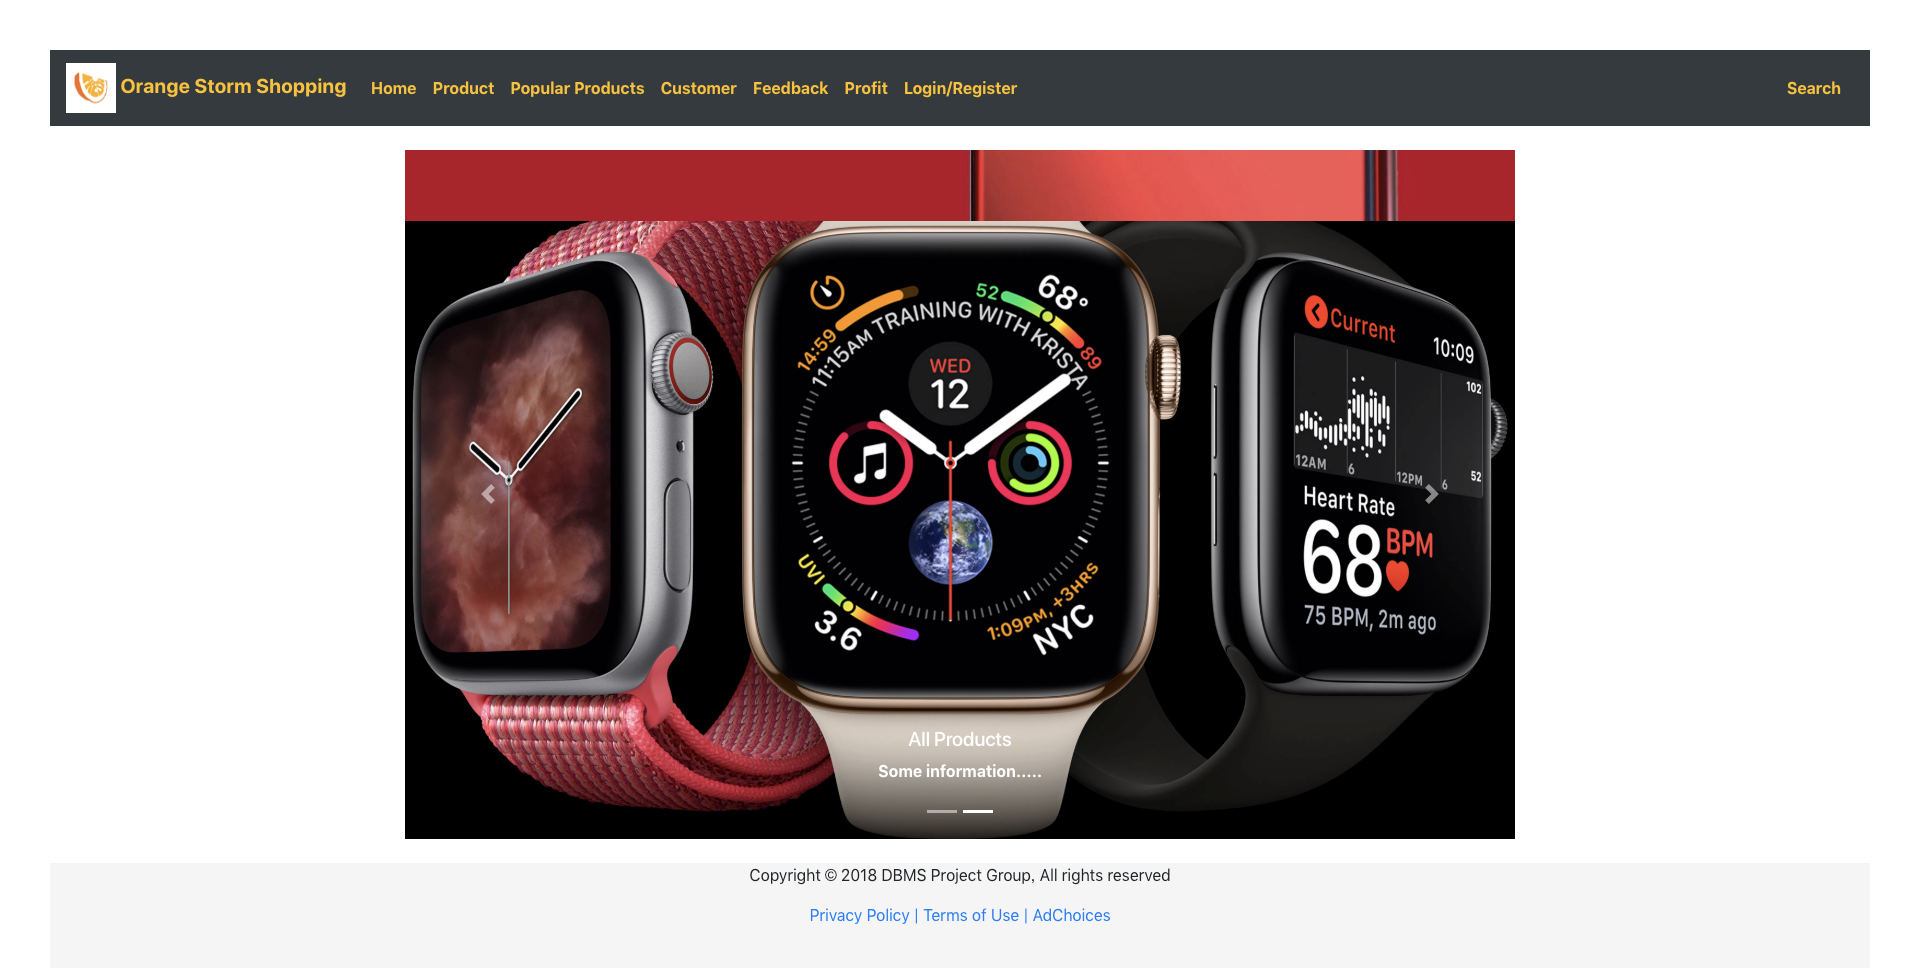 Orange Storm Shopping Home Product Popular Products Customer Feedback Profit Login/Register Search
14:59
11:15AM TRAINING WITH KRISTA
52
68°
89
WED
12
UVI
3.6
1:09PM, +3HRS
NYC
Current
10:09
102
12AM 6 12PM 6
52
Heart Rate
68 BPM
75 BPM, 2m ago
All Products
Some information.....
Copyright © 2018 DBMS Project Group, All rights reserved
Privacy Policy | Terms of Use | AdChoices